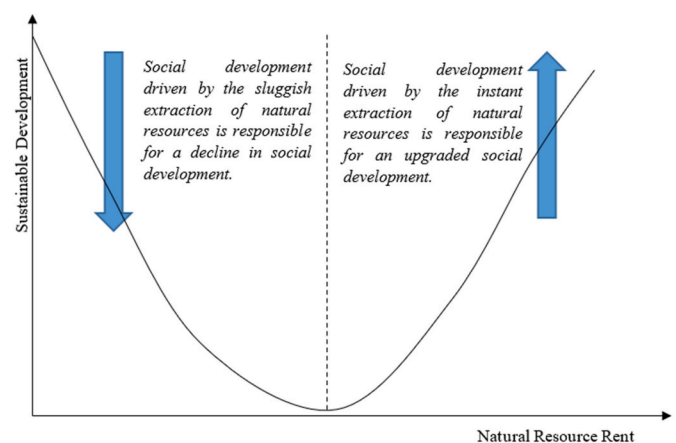 Sustainable Development
Social development
driven by the sluggish
extraction of natural
resources is responsible
for a decline in social
development.
Social development
driven by the instant
extraction of natural
resources is responsible
for an upgraded social
development.
Natural Resource Rent